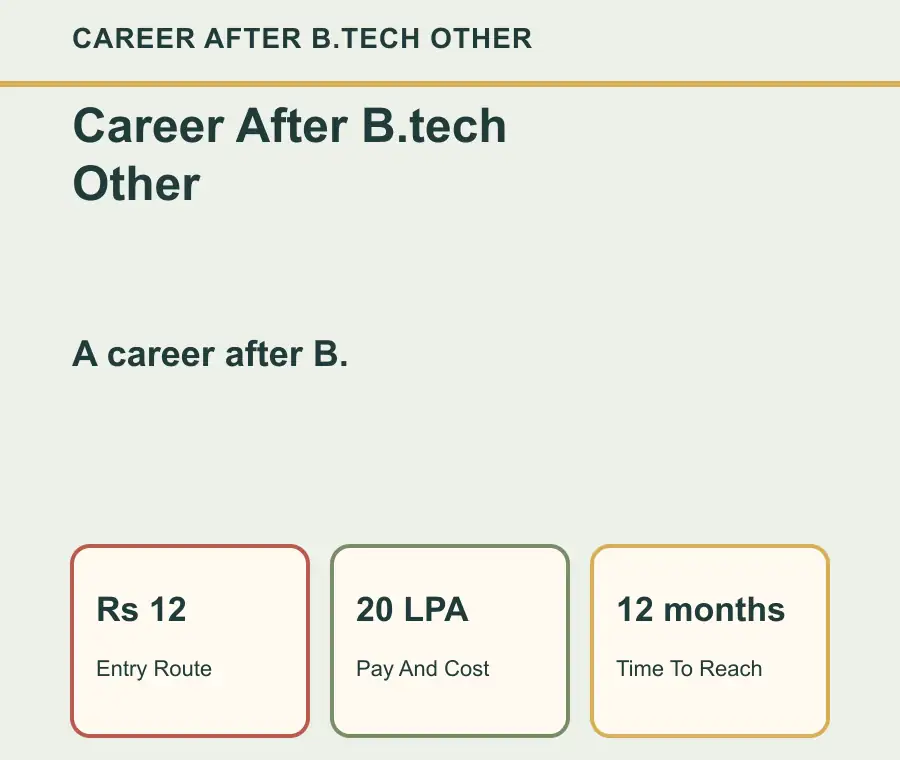 CAREER AFTER B.TECH OTHER
Career After B.tech
Other
A career after B.
Rs 12
Entry Route
20 LPA
Pay And Cost
12 months
Time To Reach